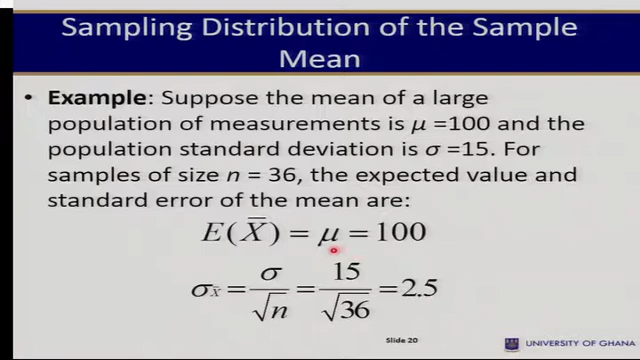 Sampling Distribution of the Sample
Mean
• Example: Suppose the mean of a large
population of measurements is μ =100 and the
population standard deviation is σ =15. For
samples of size n = 36, the expected value and
standard error of the mean are:
E(X̅) = μ = 100
σ_X̅ = σ/√n = 15/√36 = 2.5
Slide 20
UNIVERSITY OF GHANA